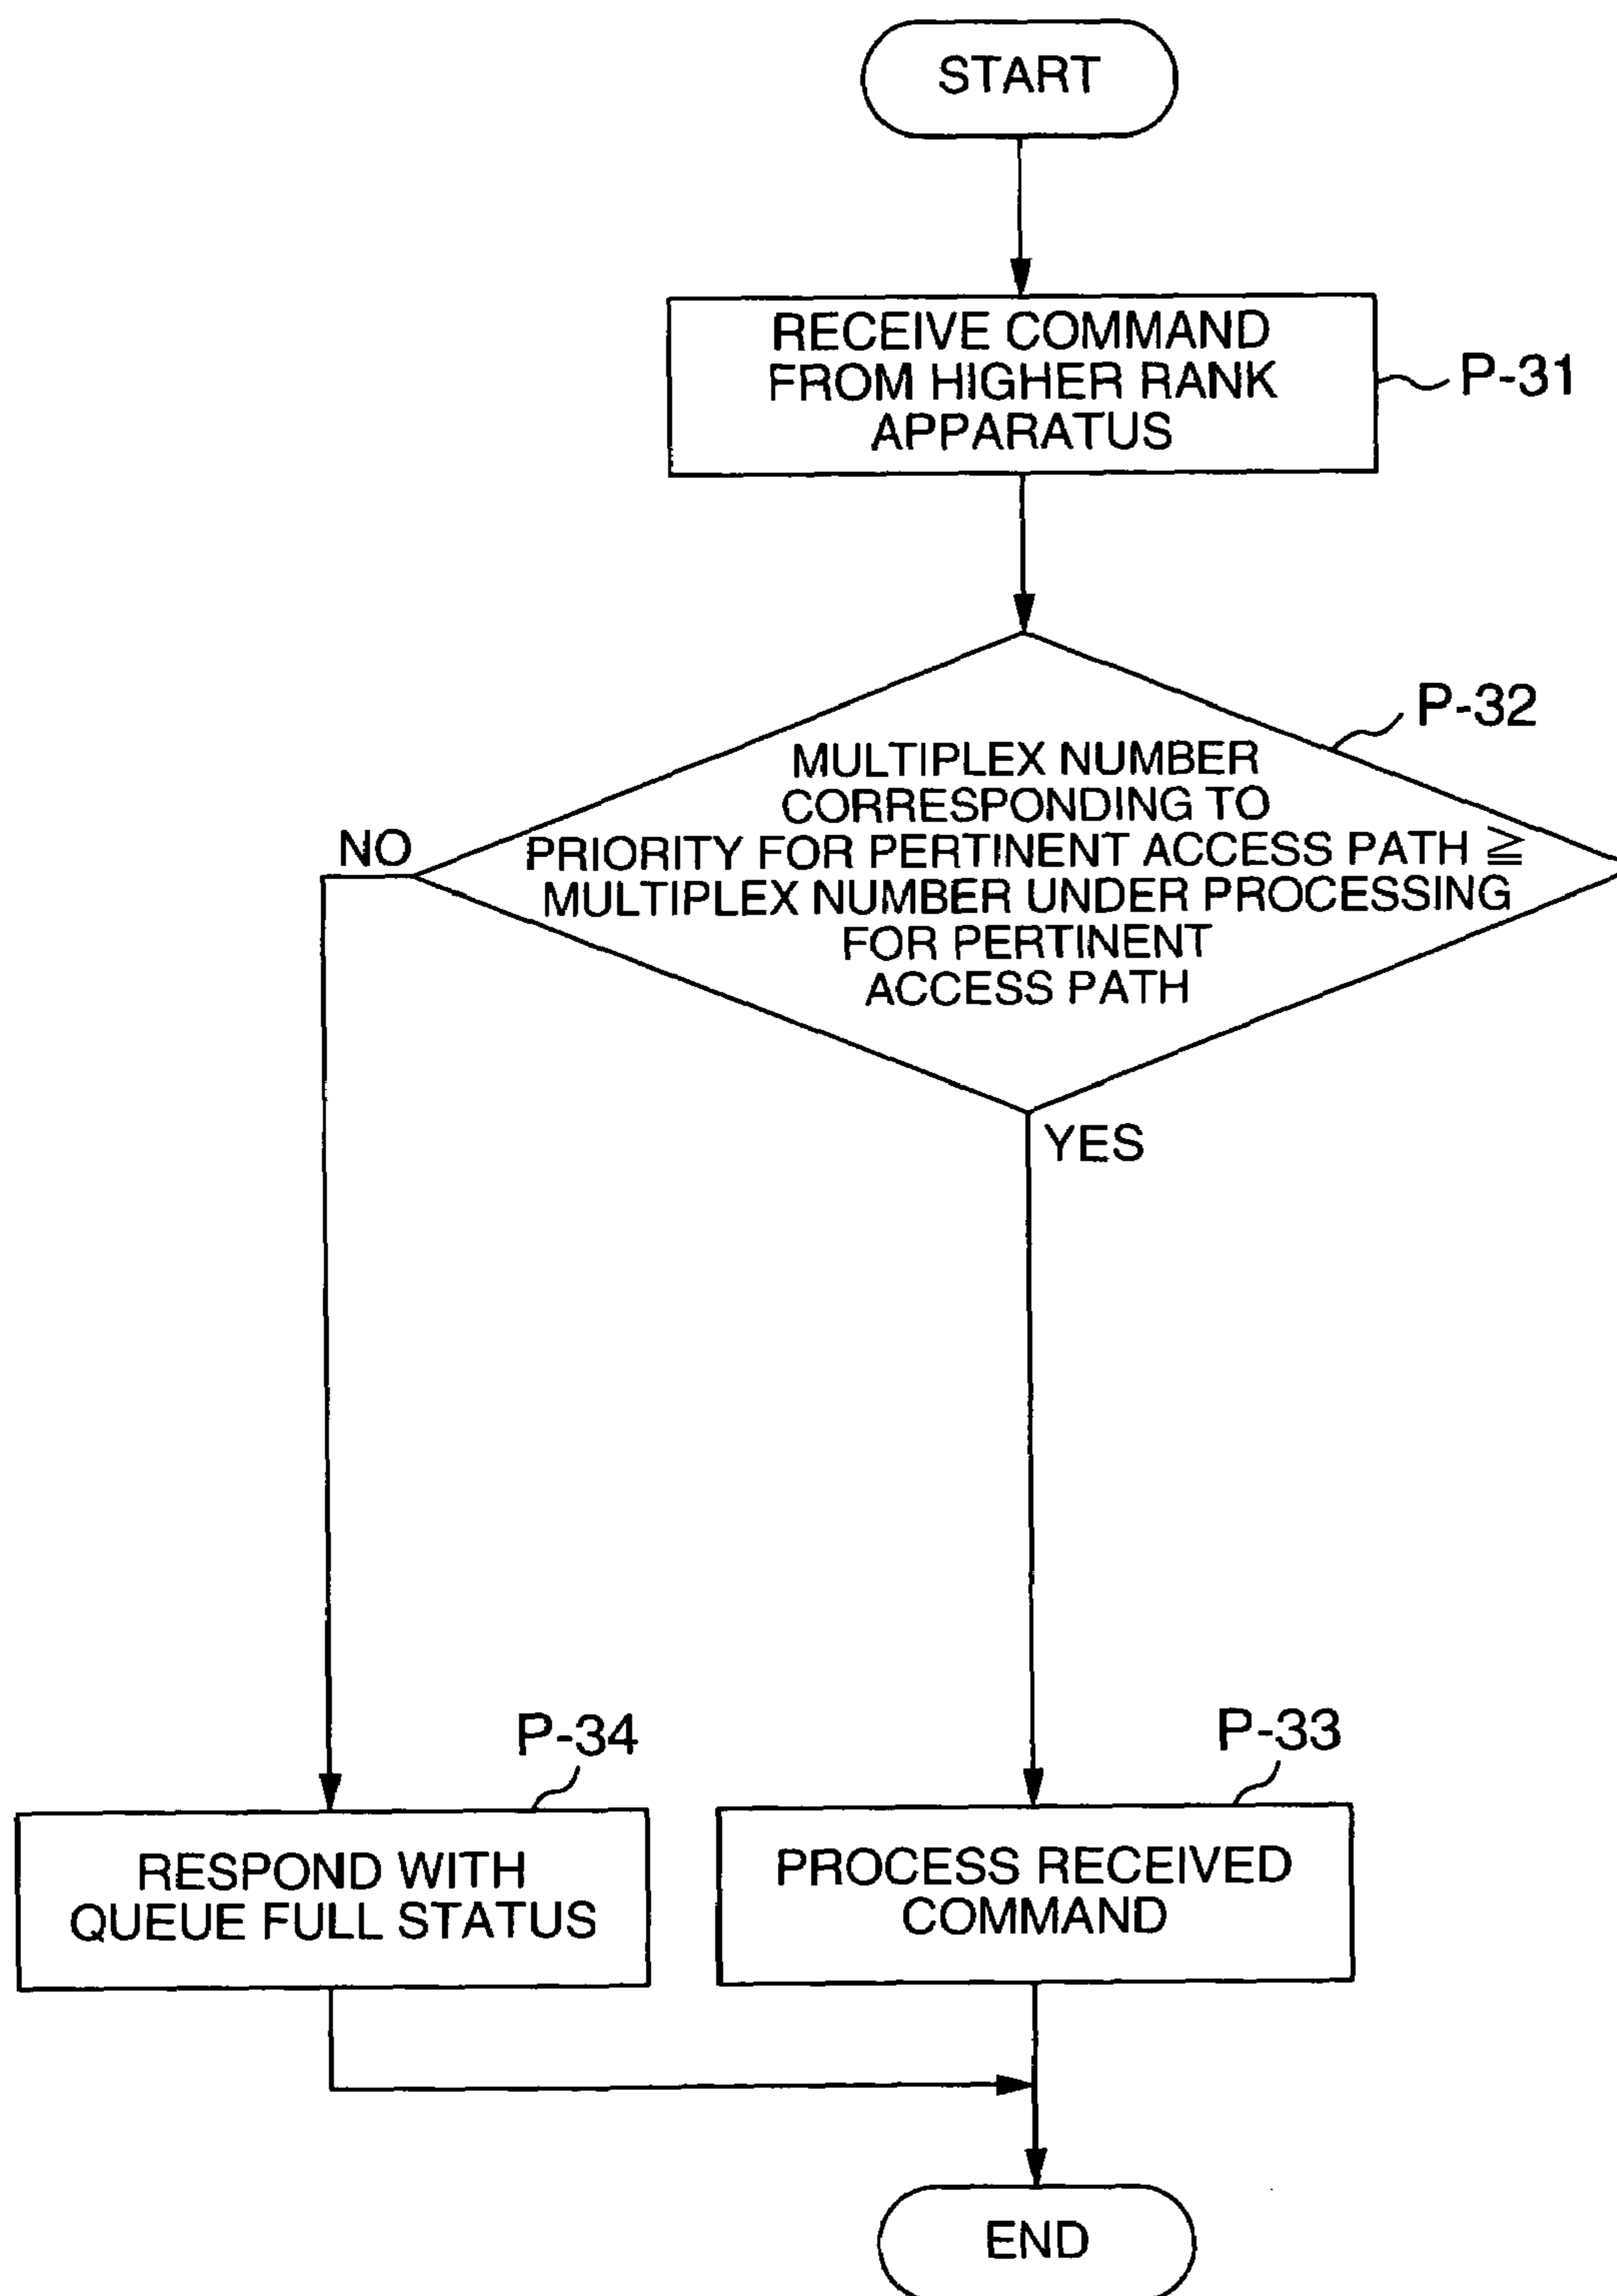 START
RECEIVE COMMAND
FROM HIGHER RANK
APPARATUS
P-31
P-32
MULTIPLEX NUMBER
CORRESPONDING TO
PRIORITY FOR PERTINENT ACCESS PATH ≧
MULTIPLEX NUMBER UNDER PROCESSING
FOR PERTINENT
ACCESS PATH
NO
YES
P-34
RESPOND WITH
QUEUE FULL STATUS
P-33
PROCESS RECEIVED
COMMAND
END